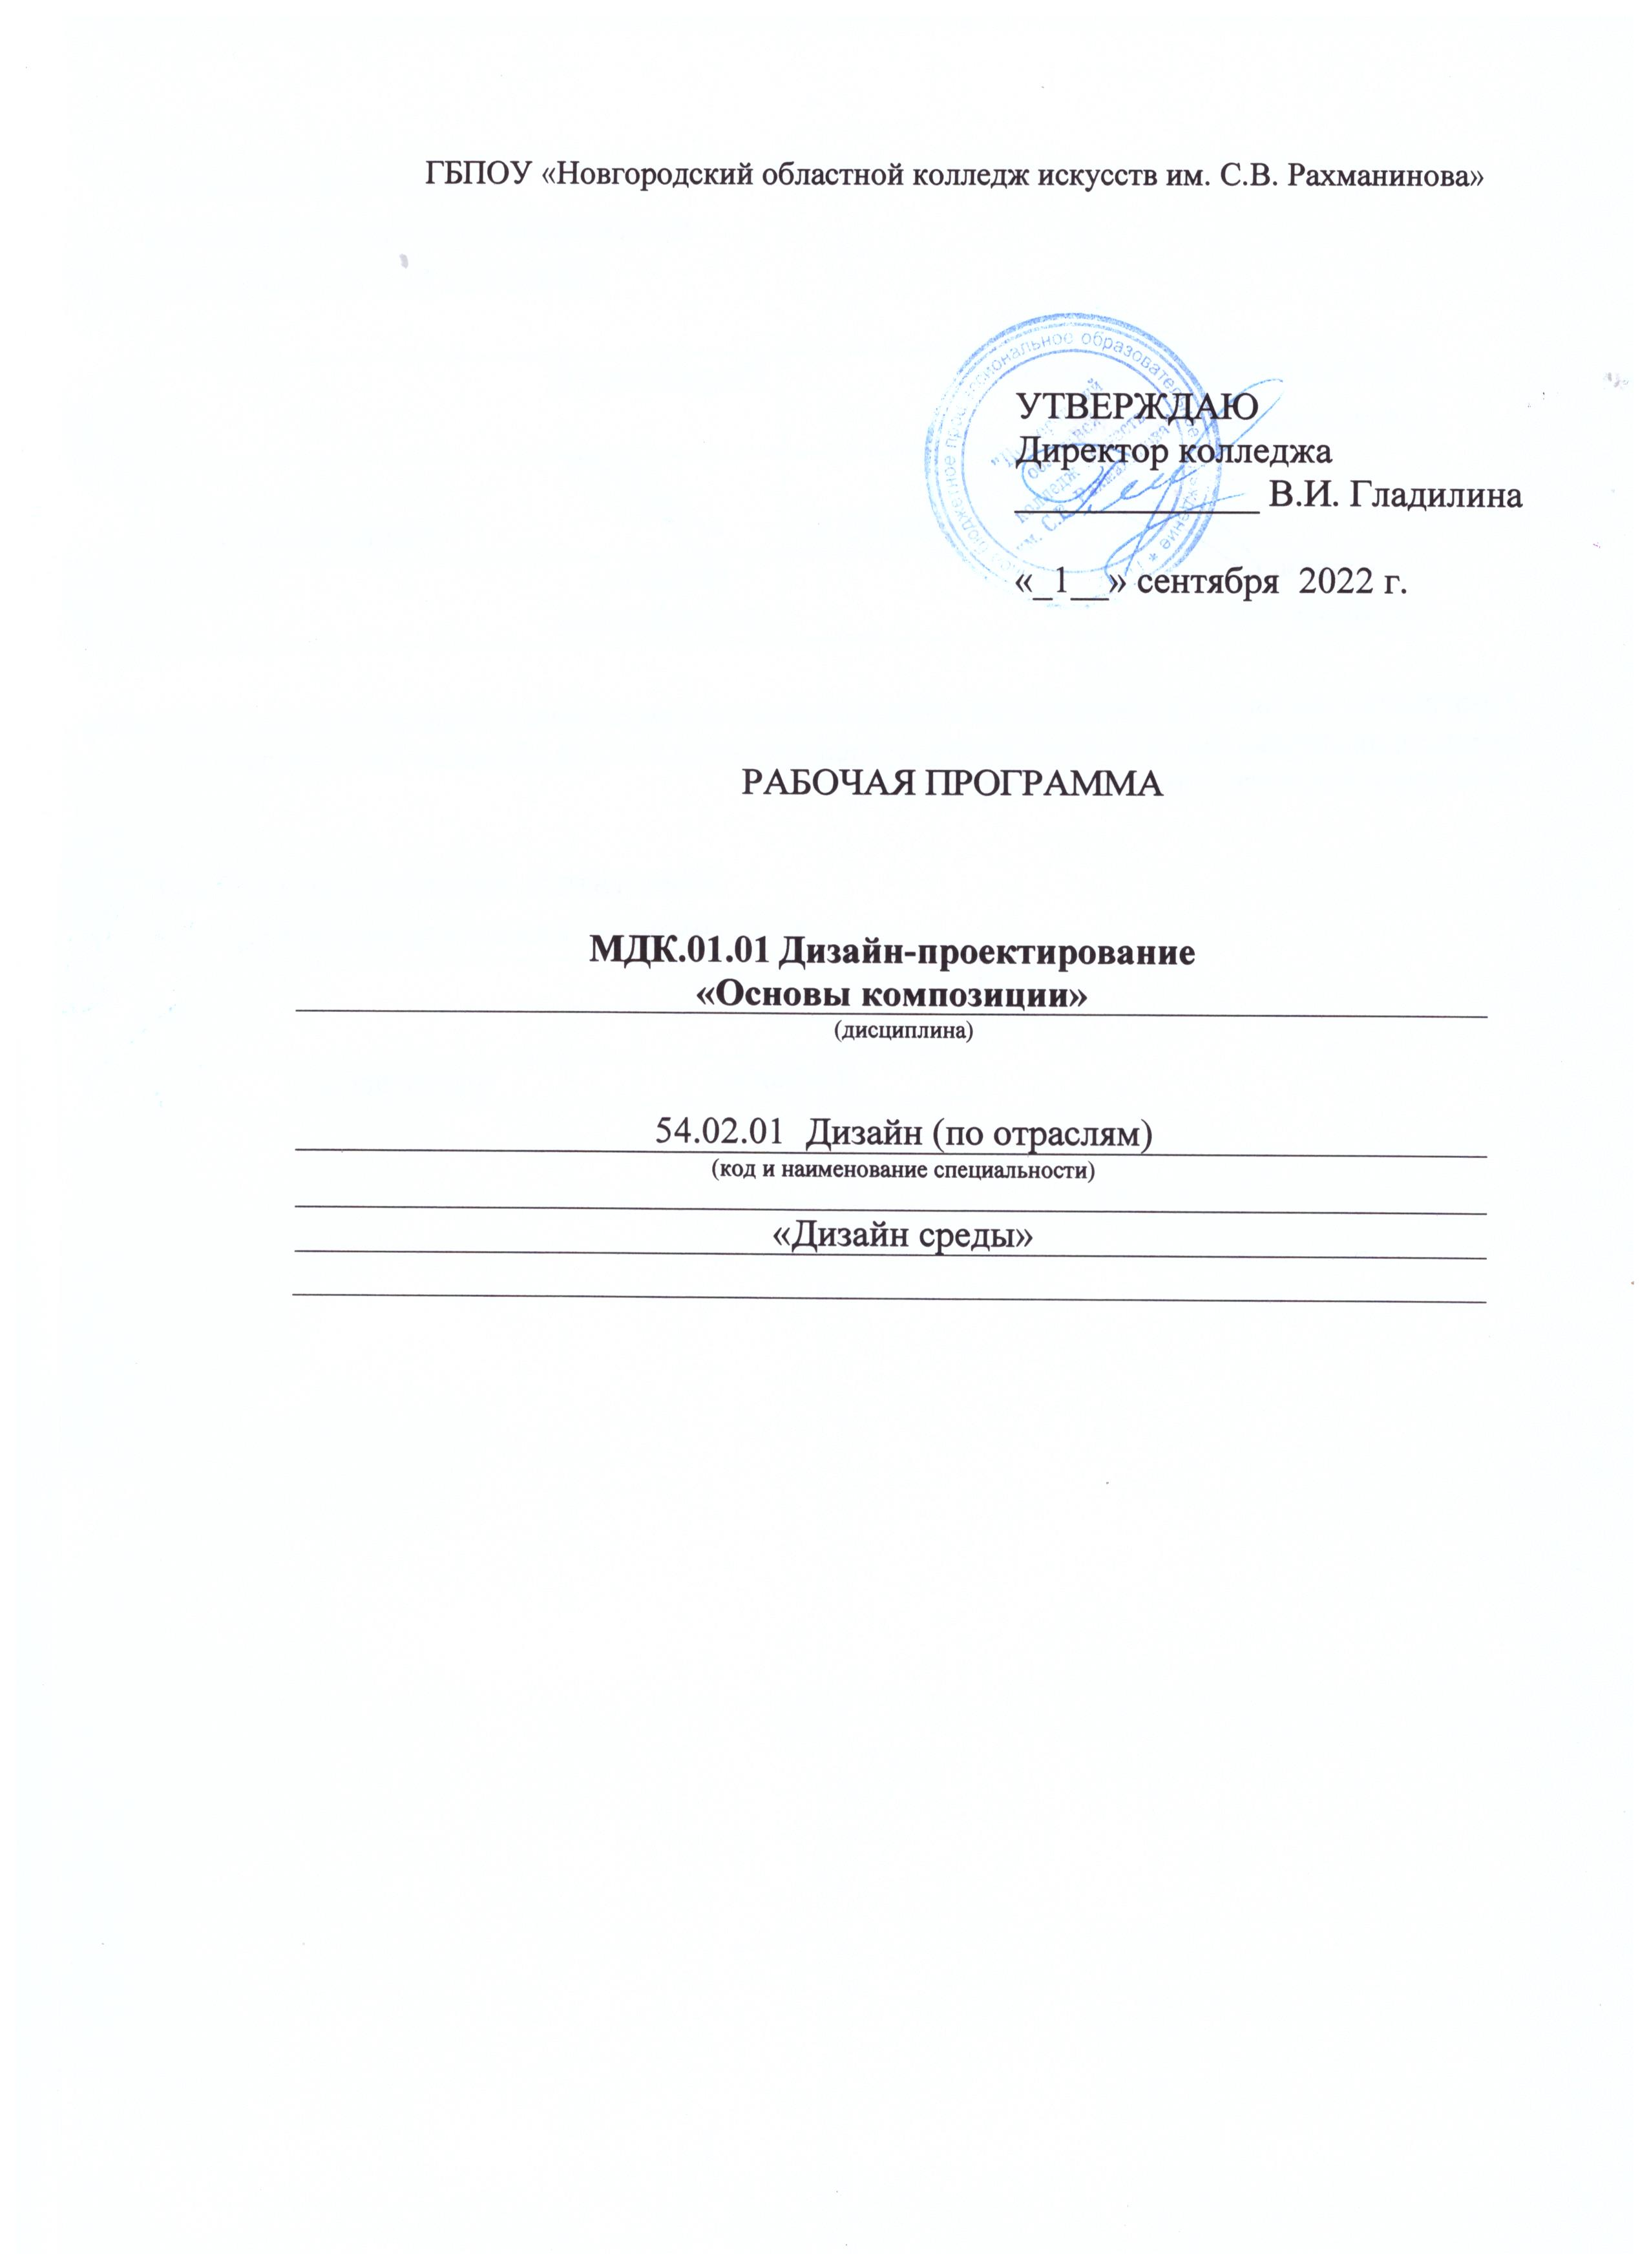 ГБПОУ «Новгородский областной колледж искусств им. С.В. Рахманинова»
УТВЕРЖДАЮ
Директор колледжа
_____________ В.И. Гладилина
«_1__» сентября 2022 г.
РАБОЧАЯ ПРОГРАММА
МДК.01.01 Дизайн-проектирование
«Основы композиции»
(дисциплина)
54.02.01 Дизайн (по отраслям)
(код и наименование специальности)
«Дизайн среды»